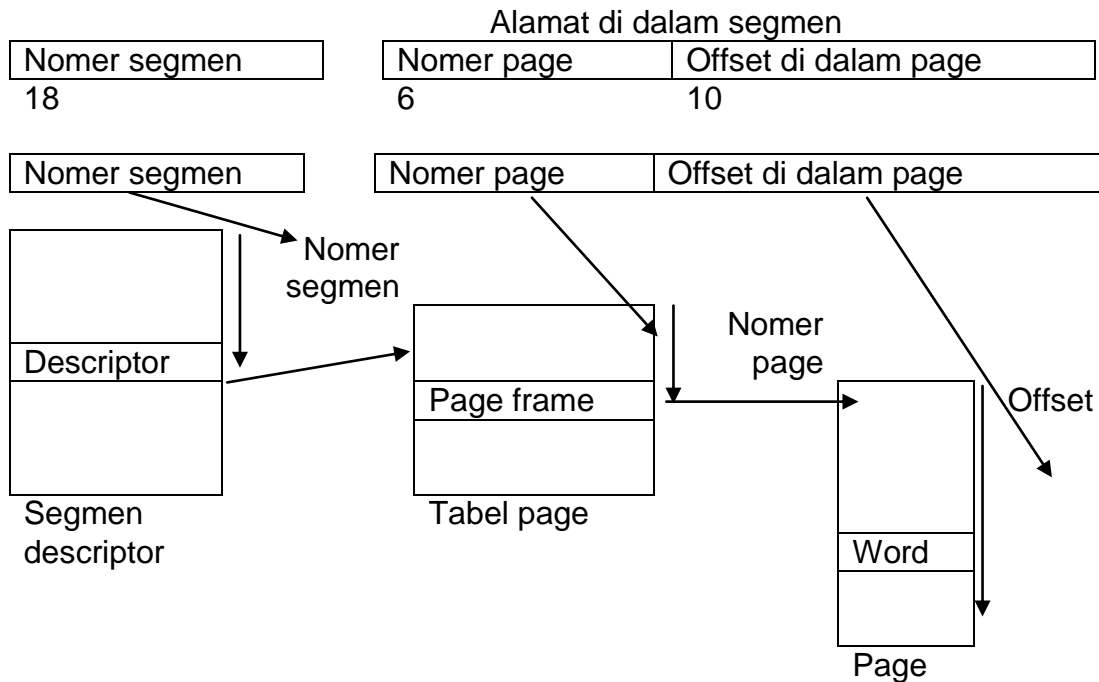 Alamat di dalam segmen
Nomer segmen
Nomer page
Offset di dalam page
18
6
10
Nomer segmen
Nomer page
Offset di dalam page
Nomer
segmen
Descriptor
Segmen
descriptor
Page frame
Tabel page
Nomer
page
Offset
Word
Page